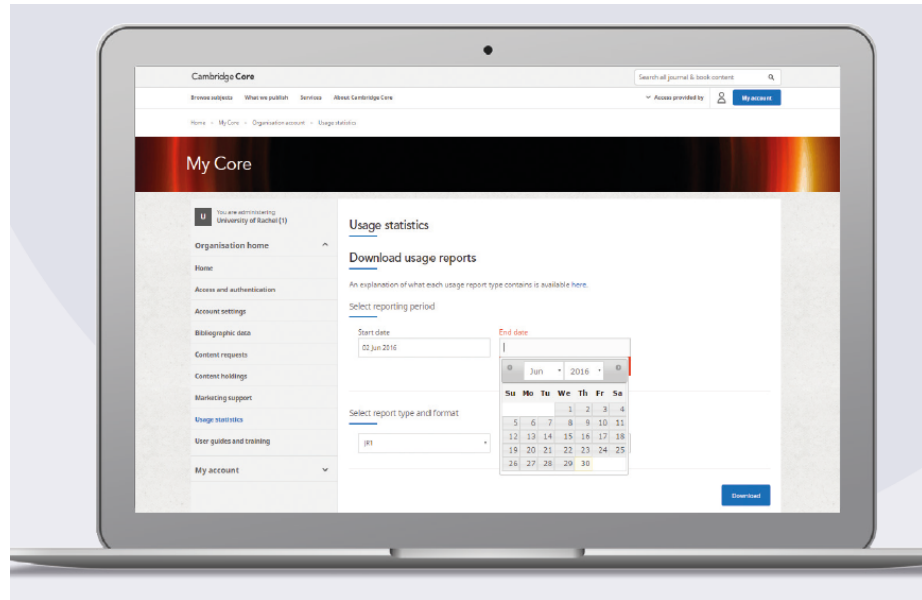 Cambridge Core
Search all journal & book content
Browse subjects What we publish Services About Cambridge Core
Access provided by
My account
Home > My Core > Organisation account > Usage statistics
My Core
U
You are administering:
University of Rachel (1)
Organisation home
Home
Access and authentication
Account settings
Bibliographic data
Content requests
Content holdings
Marketing support
Usage statistics
User guides and training
My account
Usage statistics
Download usage reports
An explanation of what each usage report type contains is available here.
Select reporting period
Start date
02 Jun 2016
End date
Jun 2016
Su Mo Tu We Th Fr Sa
1 2 3 4
5 6 7 8 9 10 11
12 13 14 15 16 17 18
19 20 21 22 23 24 25
26 27 28 29 30
Select report type and format
JR1
Download